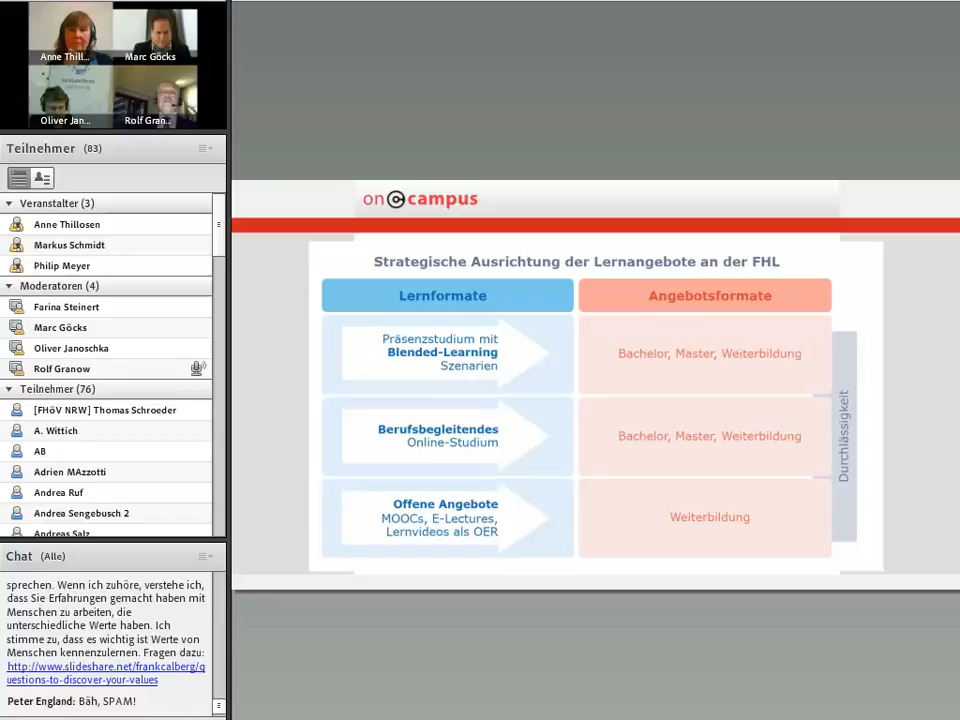 Anne Thill...
Marc Göcks
Oliver Jan...
Rolf Gran...
Teilnehmer (83)
Veranstalter (3)
Anne Thillosen
Markus Schmidt
Philip Meyer
Moderatoren (4)
Farina Steinert
Marc Göcks
Oliver Janoschka
Rolf Granow
Teilnehmer (76)
[FHöV NRW] Thomas Schroeder
A. Wittich
AB
Adrien MAzzotti
Andrea Ruf
Andrea Sengebusch 2
Andreas Salz
Chat (Alle)
sprechen. Wenn ich zuhöre, verstehe ich,
dass Sie Erfahrungen gemacht haben mit
Menschen zu arbeiten, die
unterschiedliche Werte haben. Ich
stimme zu, dass es wichtig ist Werte von
Menschen kennenzulernen. Fragen dazu:
http://www.slideshare.net/frankcalberg/q
uestions-to-discover-your-values
Peter England: Bäh, SPAM!
on campus
Strategische Ausrichtung der Lernangebote an der FHL
Lernformate
Angebotsformate
Präsenzstudium mit
Blended-Learning
Szenarien
Bachelor, Master, Weiterbildung
Berufsbegleitendes
Online-Studium
Bachelor, Master, Weiterbildung
Offene Angebote
MOOCs, E-Lectures,
Lernvideos als OER
Weiterbildung
Durchlässigkeit